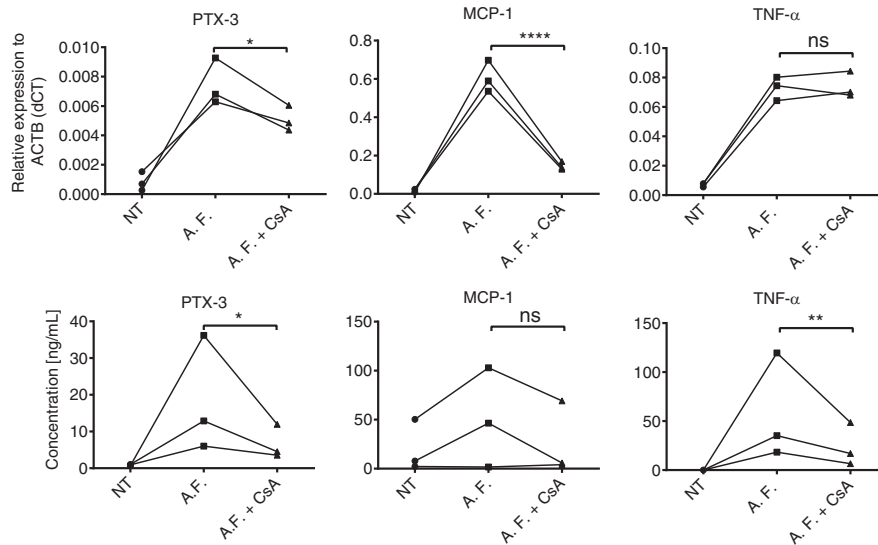 PTX-3
MCP-1
TNF-α
Relative expression to
ACTB (dCT)
0.010
0.008
0.006
0.004
0.002
0.000
*
NT
A. F.
A. F. + CsA
0.8
0.6
0.4
0.2
0.0
****
NT
A. F.
A. F. + CsA
0.10
0.08
0.06
0.04
0.02
0.00
ns
NT
A. F.
A. F. + CsA
PTX-3
MCP-1
TNF-α
Concentration [ng/mL]
40
30
20
10
0
*
NT
A.F.
A.F. + CsA
150
100
50
0
ns
NT
A.F.
A.F. + CsA
150
100
50
0
**
NT
A.F.
A.F. + CsA